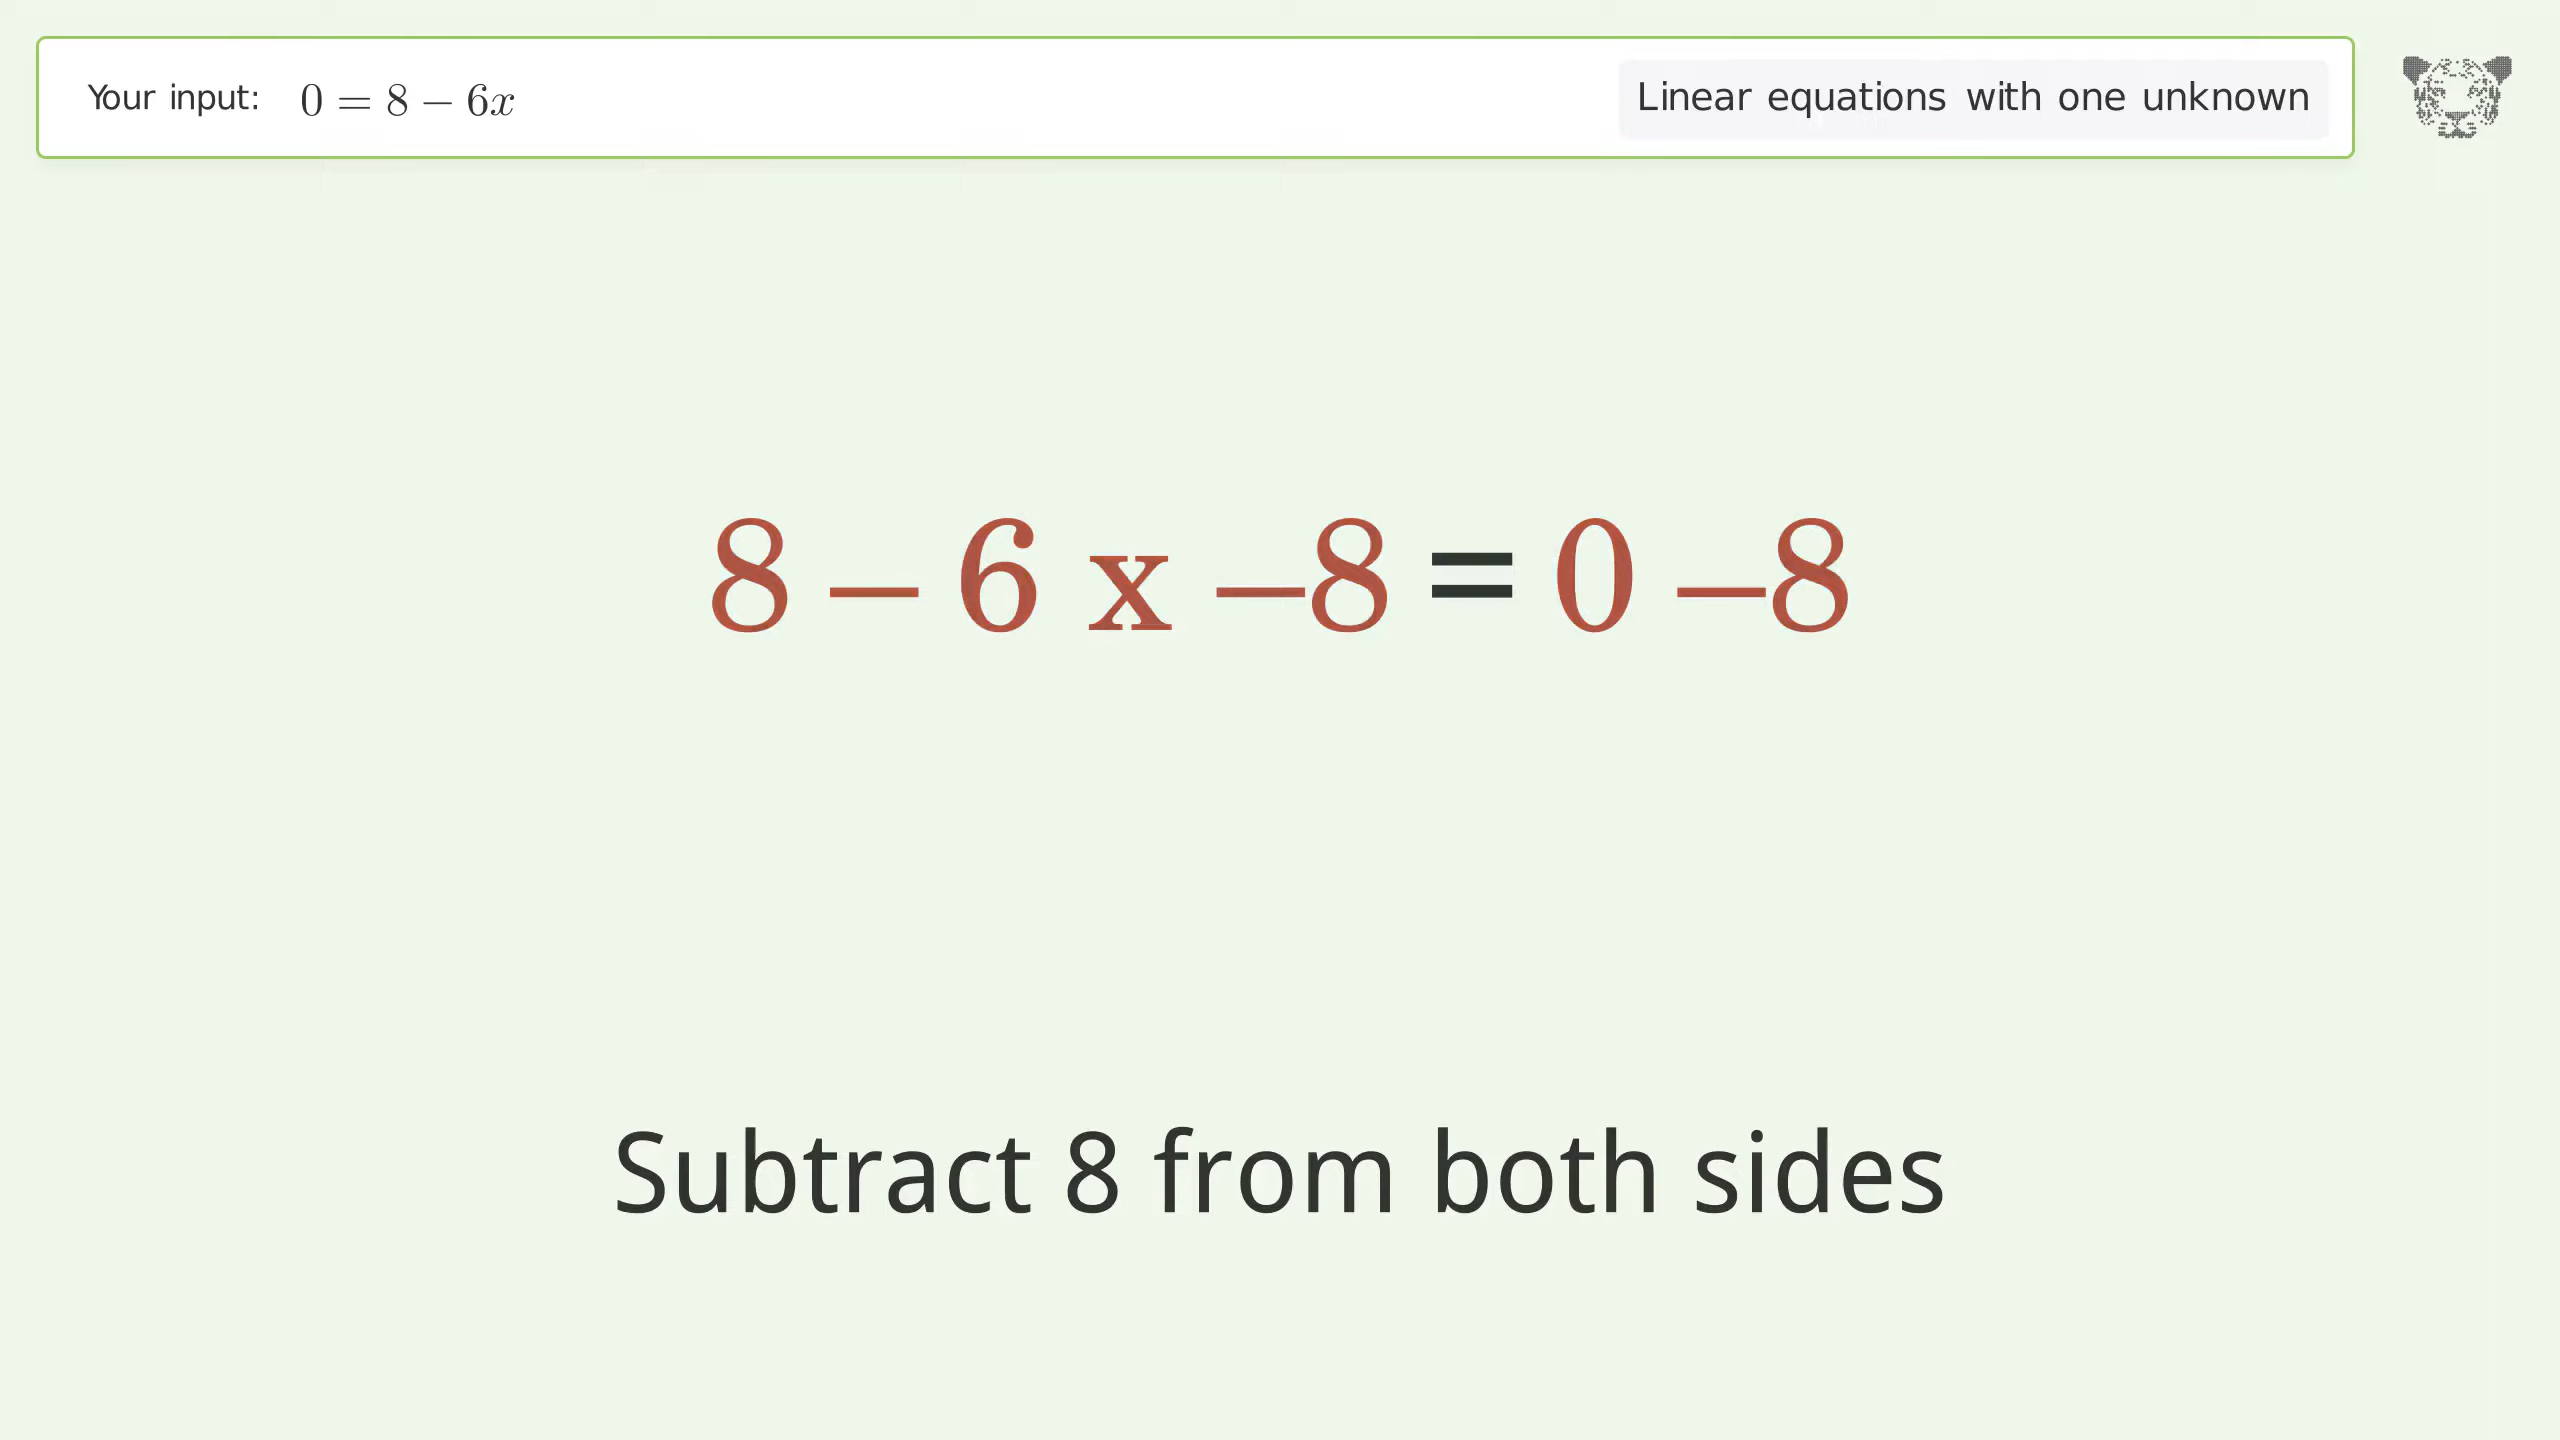 Your input: 0 = 8 − 6x
Linear equations with one unknown
8 − 6 x −8 = 0 −8
Subtract 8 from both sides